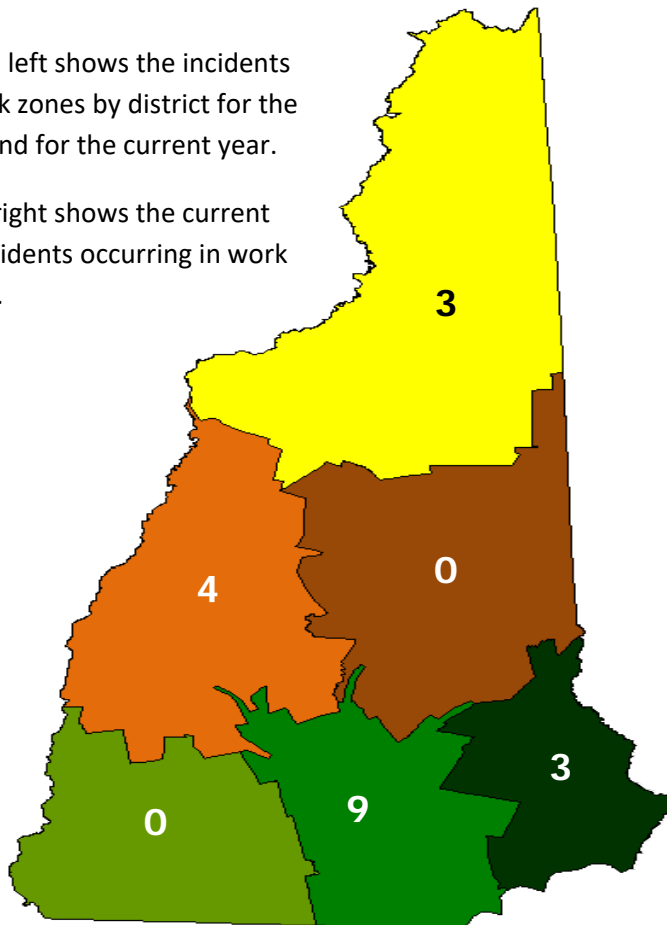 left shows the incidents
k zones by district for the
nd for the current year.
right shows the current
idents occurring in work
.
3
4
0
0
9
3